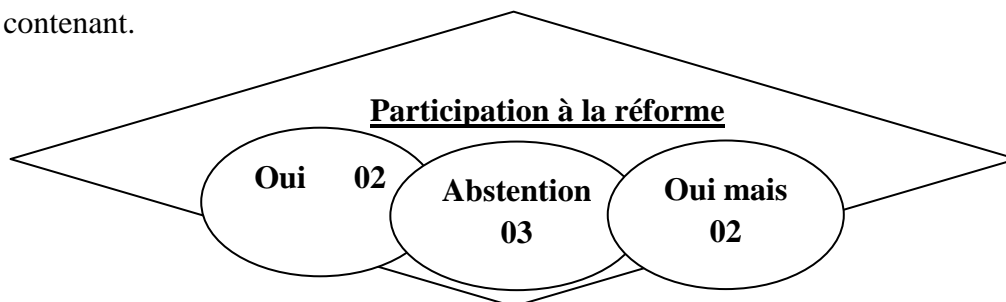 contenant.
Participation à la réforme
Oui 02
Abstention
03
Oui mais
02